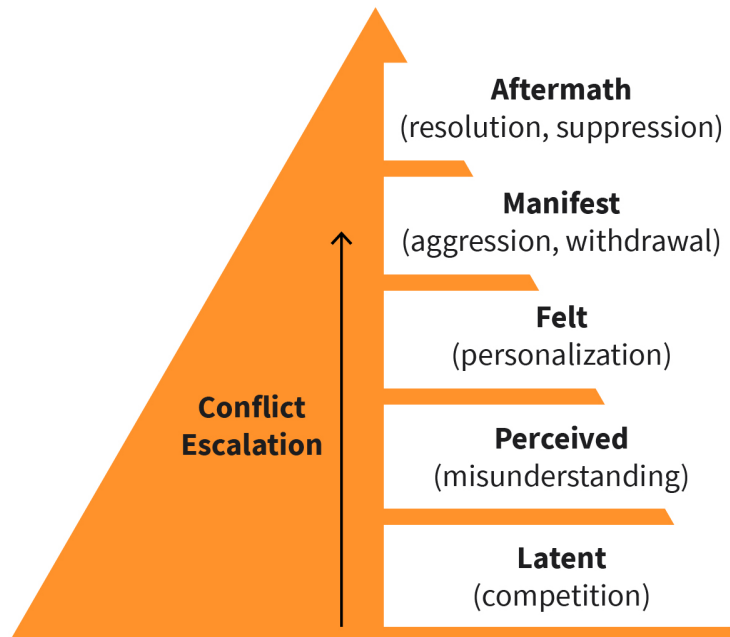 Aftermath
(resolution, suppression)
Manifest
(aggression, withdrawal)
Felt
(personalization)
Conflict
Escalation
Perceived
(misunderstanding)
Latent
(competition)